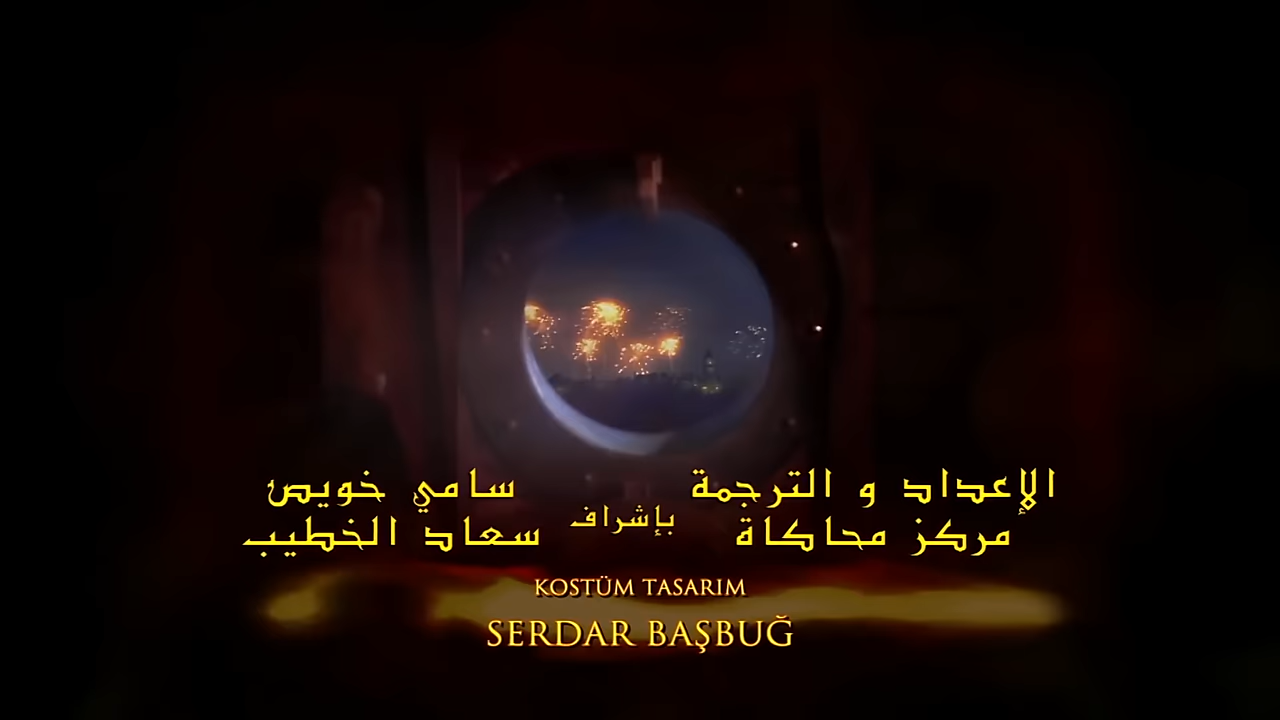 الإعداد و الترجمة سامي خويص
مركز محاكاة بإشراف سعاد الخطيب
KOSTÜM TASARIM
SERDAR BAŞBUĞ